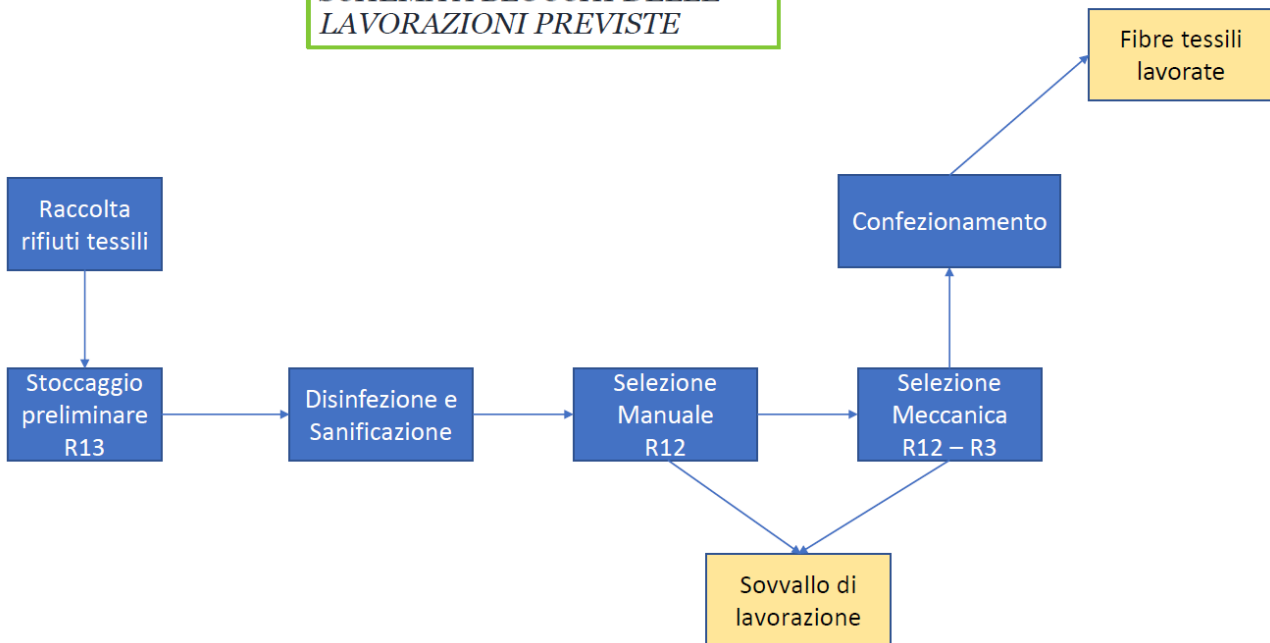 LAVORAZIONI PREVISTE
Fibre tessili
lavorate
Raccolta
rifiuti tessili
Confezionamento
Stoccaggio
preliminare
R13
Disinfezione e
Sanificazione
Selezione
Manuale
R12
Selezione
Meccanica
R12 – R3
Sovvallo di
lavorazione